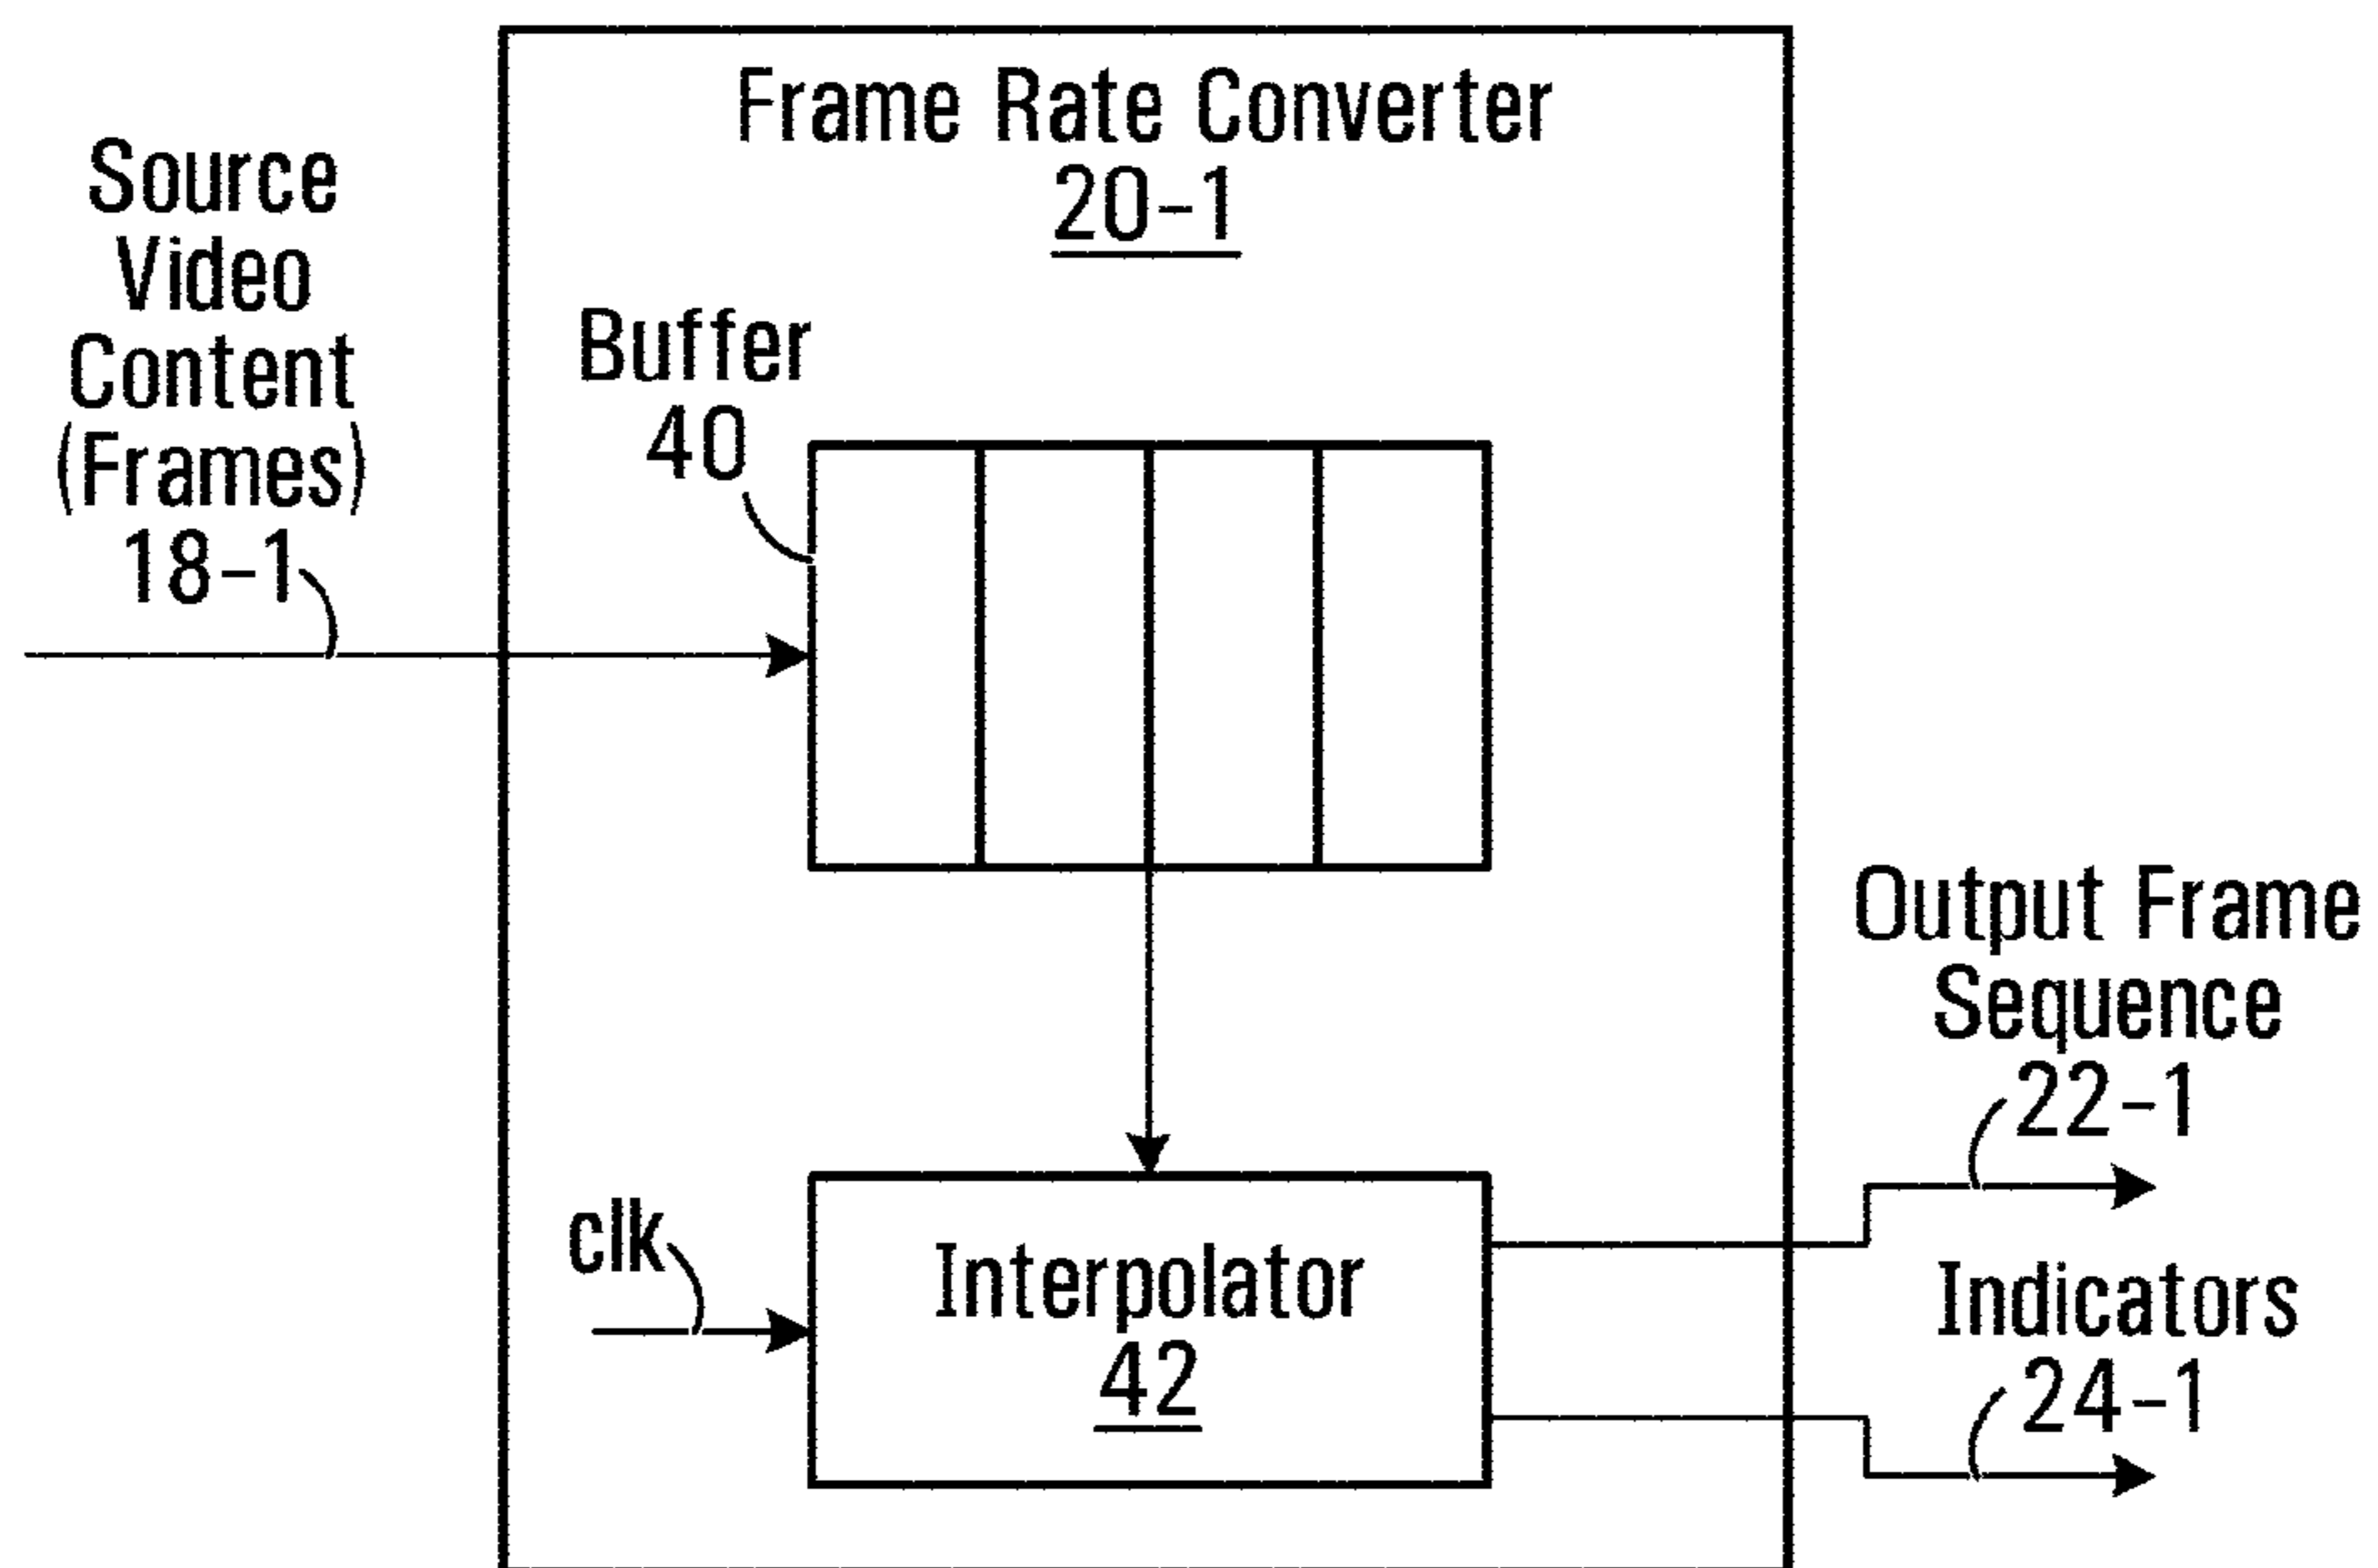 Frame Rate Converter
20-1
Source
Video
Content
(Frames)
18-1
Buffer
40
Output Frame
Sequence
22-1
clk
Interpolator
42
Indicators
24-1